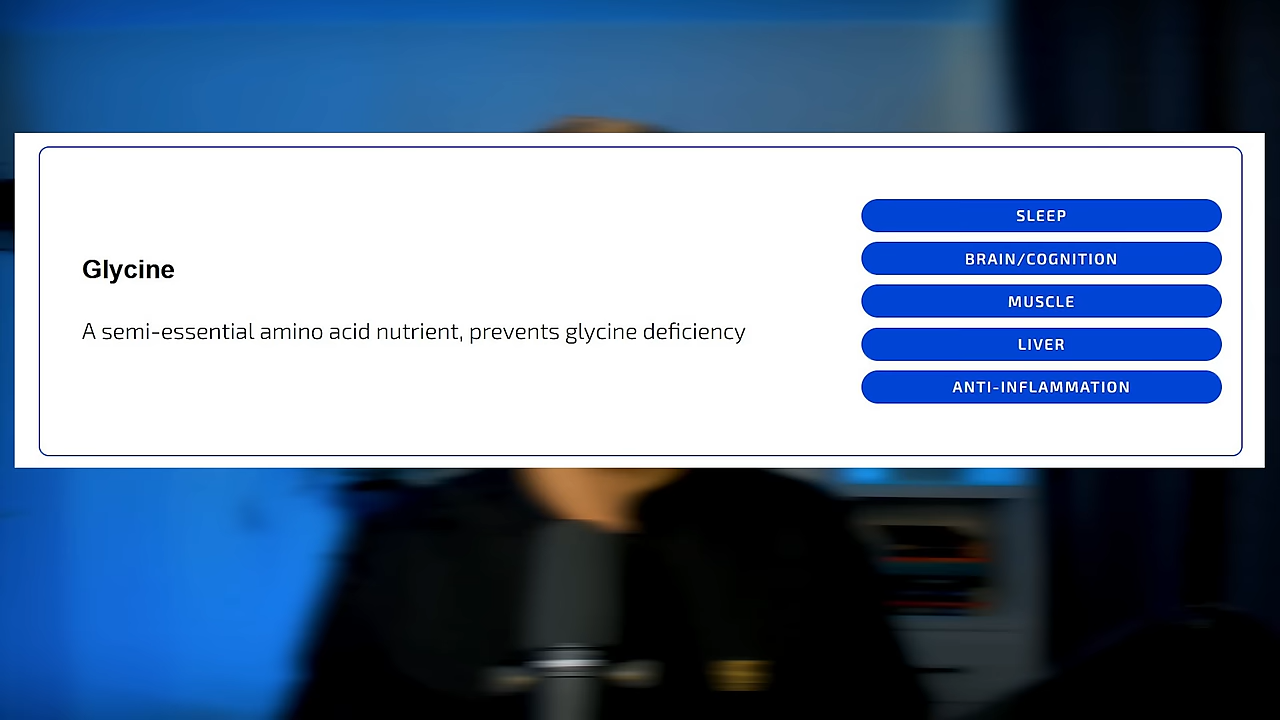 Glycine
A semi-essential amino acid nutrient, prevents glycine deficiency
SLEEP
BRAIN/COGNITION
MUSCLE
LIVER
ANTI-INFLAMMATION